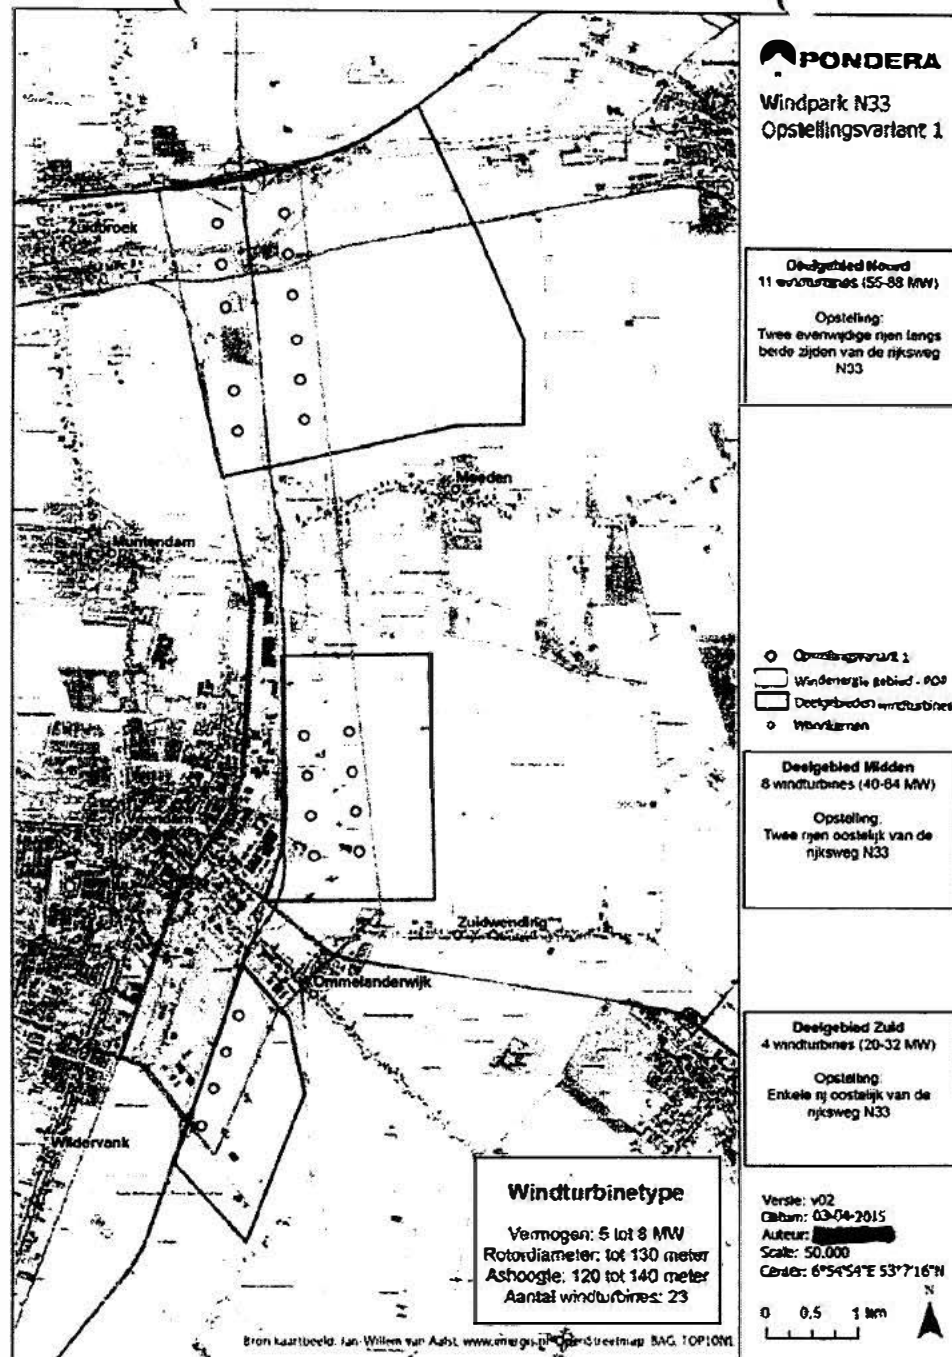 PONDERA
Windpark N33
Opstellingsvariant 1
Deelgebied Noord
11 windturbines (55-88 MW)
Opstelling:
Twee evenwijdige rijen langs
beide zijden van de rijksweg
N33
Zuidbroek
Meeden
Muntendam
Opstellingsvariant 1
Windenergie gebied - POP
Deelgebieden windturbines
Woonkernen
Deelgebied Midden
8 windturbines (40-64 MW)
Opstelling:
Twee rijen oostelijk van de
rijksweg N33
Veendam
Zuidwending
Ommelanderwijk
Deelgebied Zuid
4 windturbines (20-32 MW)
Opstelling:
Enkele rij oostelijk van de
rijksweg N33
Wildervank
Windturbinetype
Vermogen: 5 tot 8 MW
Rotordiameter: tot 130 meter
Ashoogte: 120 tot 140 meter
Aantal windturbines: 23
Versie: v02
Datum: 03-04-2015
Auteur:
Scale: 50.000
Center: 6°54'54"E 53°7'16"N
N
0 0,5 1 km
Bron kaartbeeld: Jan-Willem van Aalst, www.imergis.nl, OpenStreetmap, BAG, TOP10NL